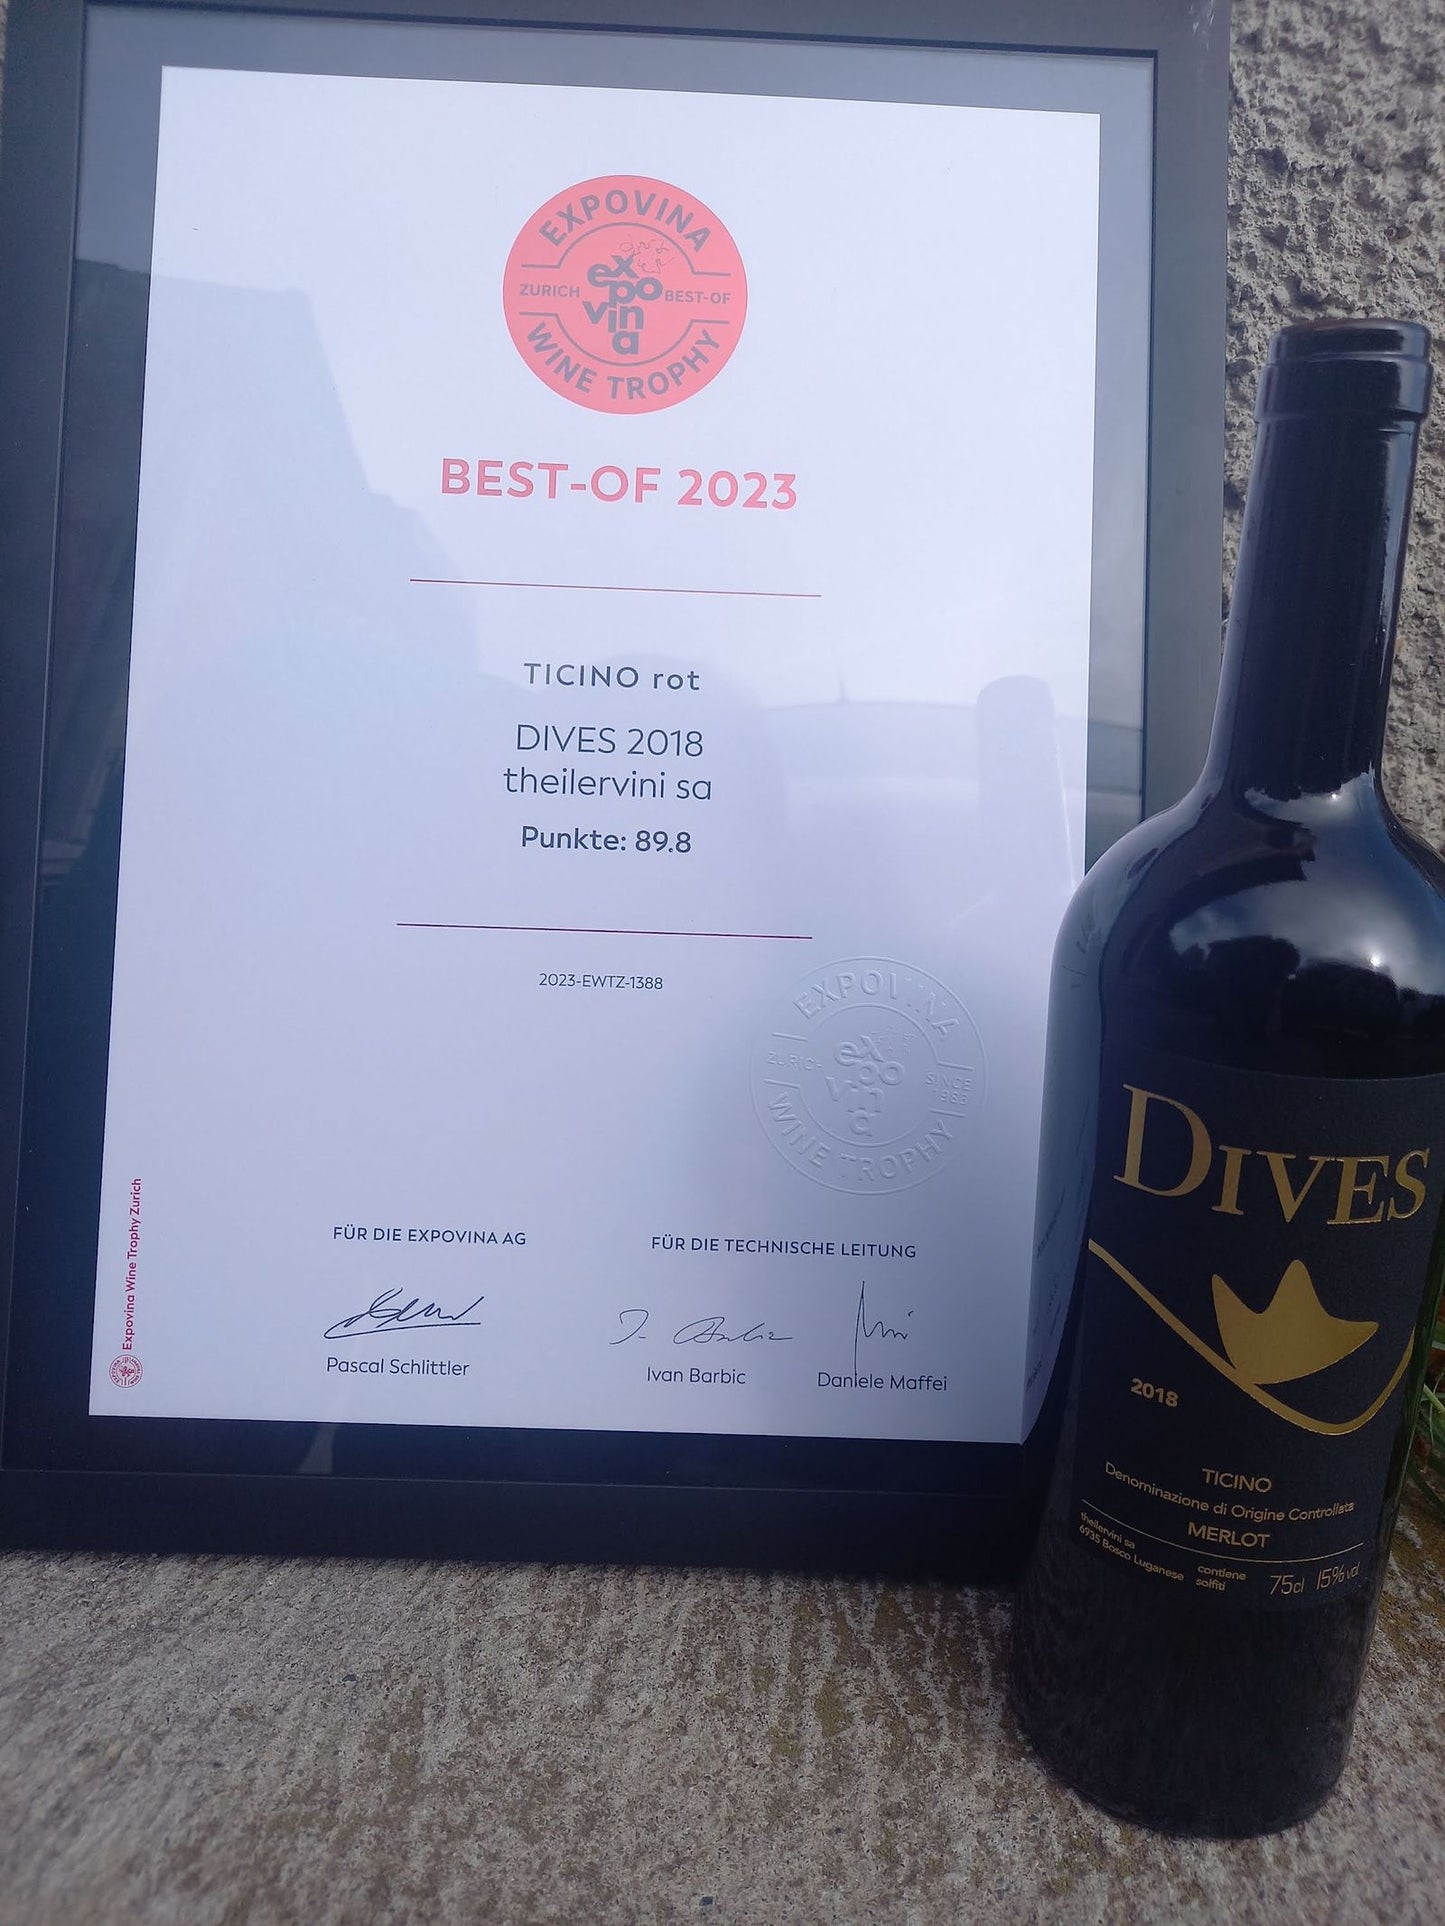 EXPOVINA
ZURICH
expovina
BEST-OF
WINE TROPHY
BEST-OF 2023
TICINO rot
DIVES 2018
theilervini sa
Punkte: 89.8
2023-EWTZ-1388
EXPOVINA
ZURICH
expovina
SINCE
WINE TROPHY
FÜR DIE EXPOVINA AG
FÜR DIE TECHNISCHE LEITUNG
Pascal Schlittler
Ivan Barbic
Daniele Maffei
Expovina Wine Trophy Zurich
DIVES
2018
TICINO
Denominazione di Origine Controllata
MERLOT
theilervini sa
6935 Bosco Luganese
contiene
solfiti
75cl 15% vol